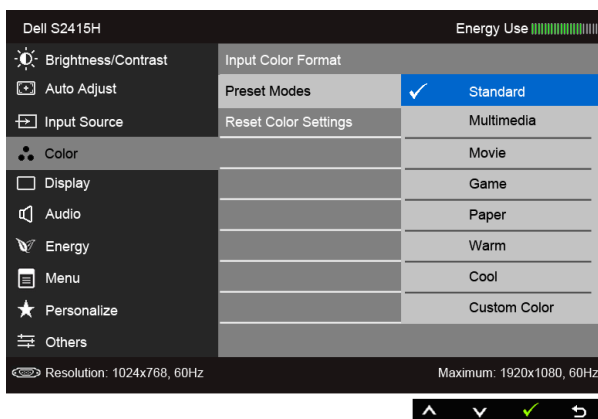 Dell S2415H Energy Use
Brightness/Contrast Input Color Format
Auto Adjust Preset Modes Standard
Input Source Reset Color Settings Multimedia
Color Movie
Display Game
Audio Paper
Energy Warm
Menu Cool
Personalize Custom Color
Others
Resolution: 1024x768, 60Hz Maximum: 1920x1080, 60Hz